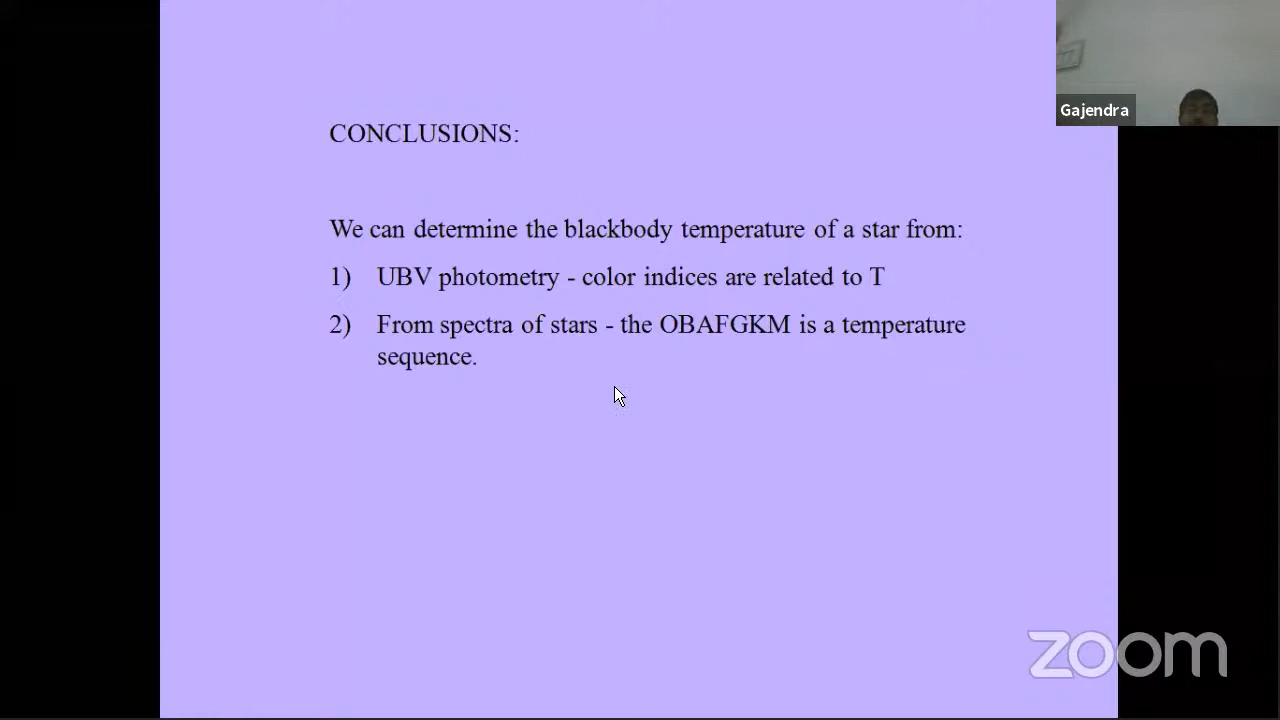 Gajendra
CONCLUSIONS:
We can determine the blackbody temperature of a star from:
1) UBV photometry - color indices are related to T
2) From spectra of stars - the OBAFGKM is a temperature
sequence.
zoom